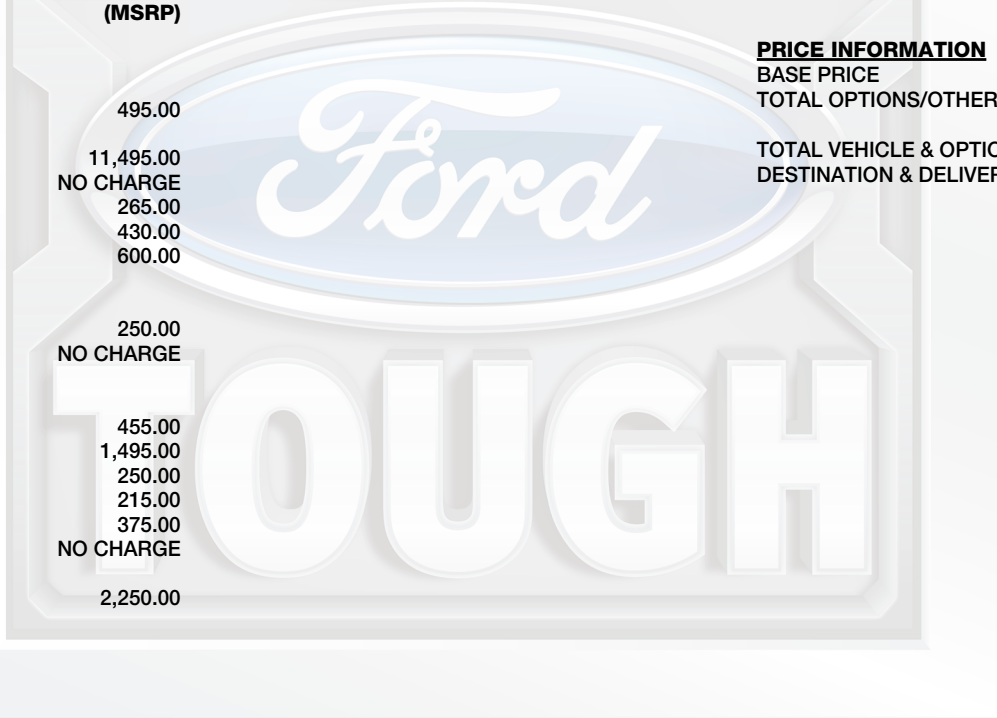 (MSRP)
495.00
11,495.00
NO CHARGE
265.00
430.00
600.00
250.00
NO CHARGE
455.00
1,495.00
250.00
215.00
375.00
NO CHARGE
2,250.00
PRICE INFORMATION
BASE PRICE
TOTAL OPTIONS/OTHER
TOTAL VEHICLE & OPTIO
DESTINATION & DELIVER
Ford
TOUGH